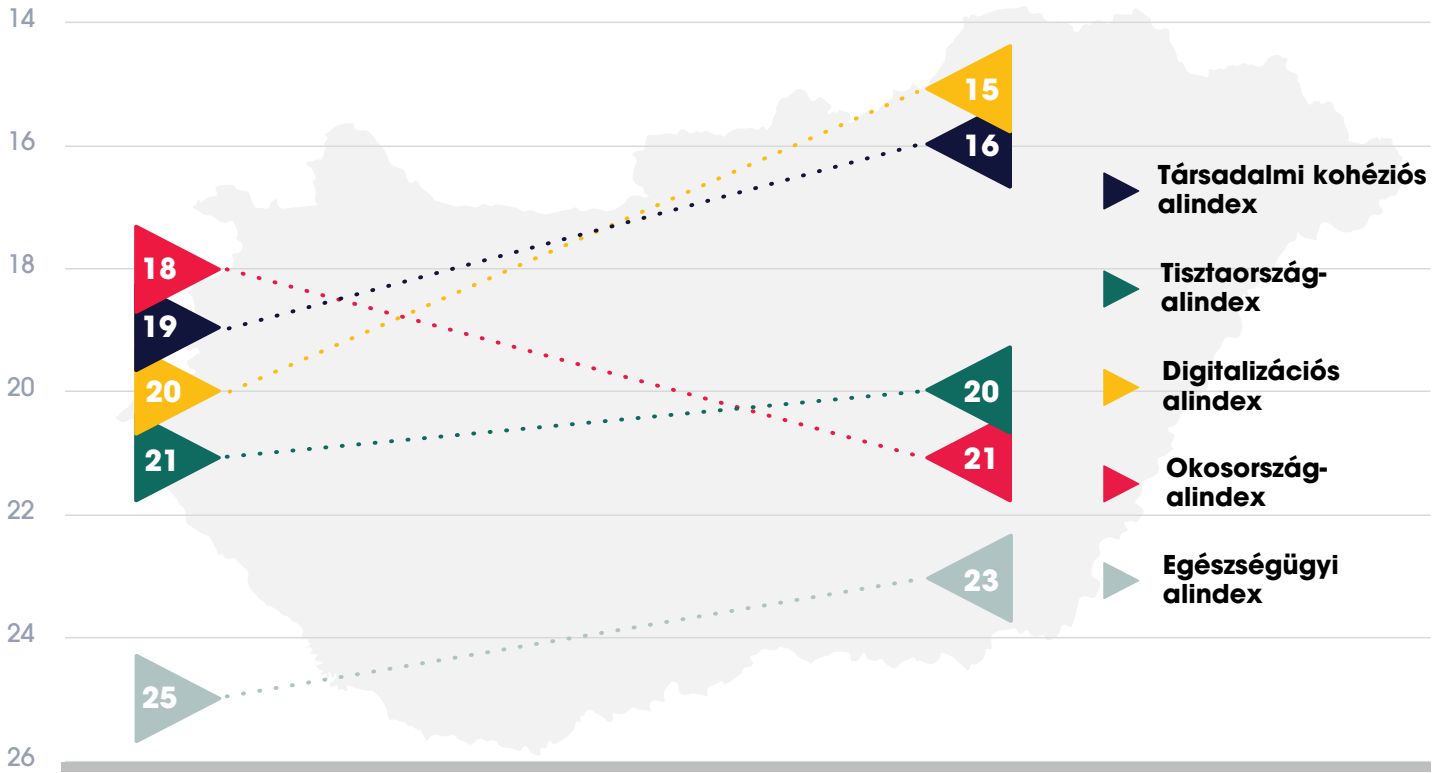 14
16
18
20
22
24
26
18
19
20
21
25
15
16
20
21
23
Társadalmi kohéziós
alindex
Tisztaország-
alindex
Digitalizációs
alindex
Okosország-
alindex
Egészségügyi
alindex